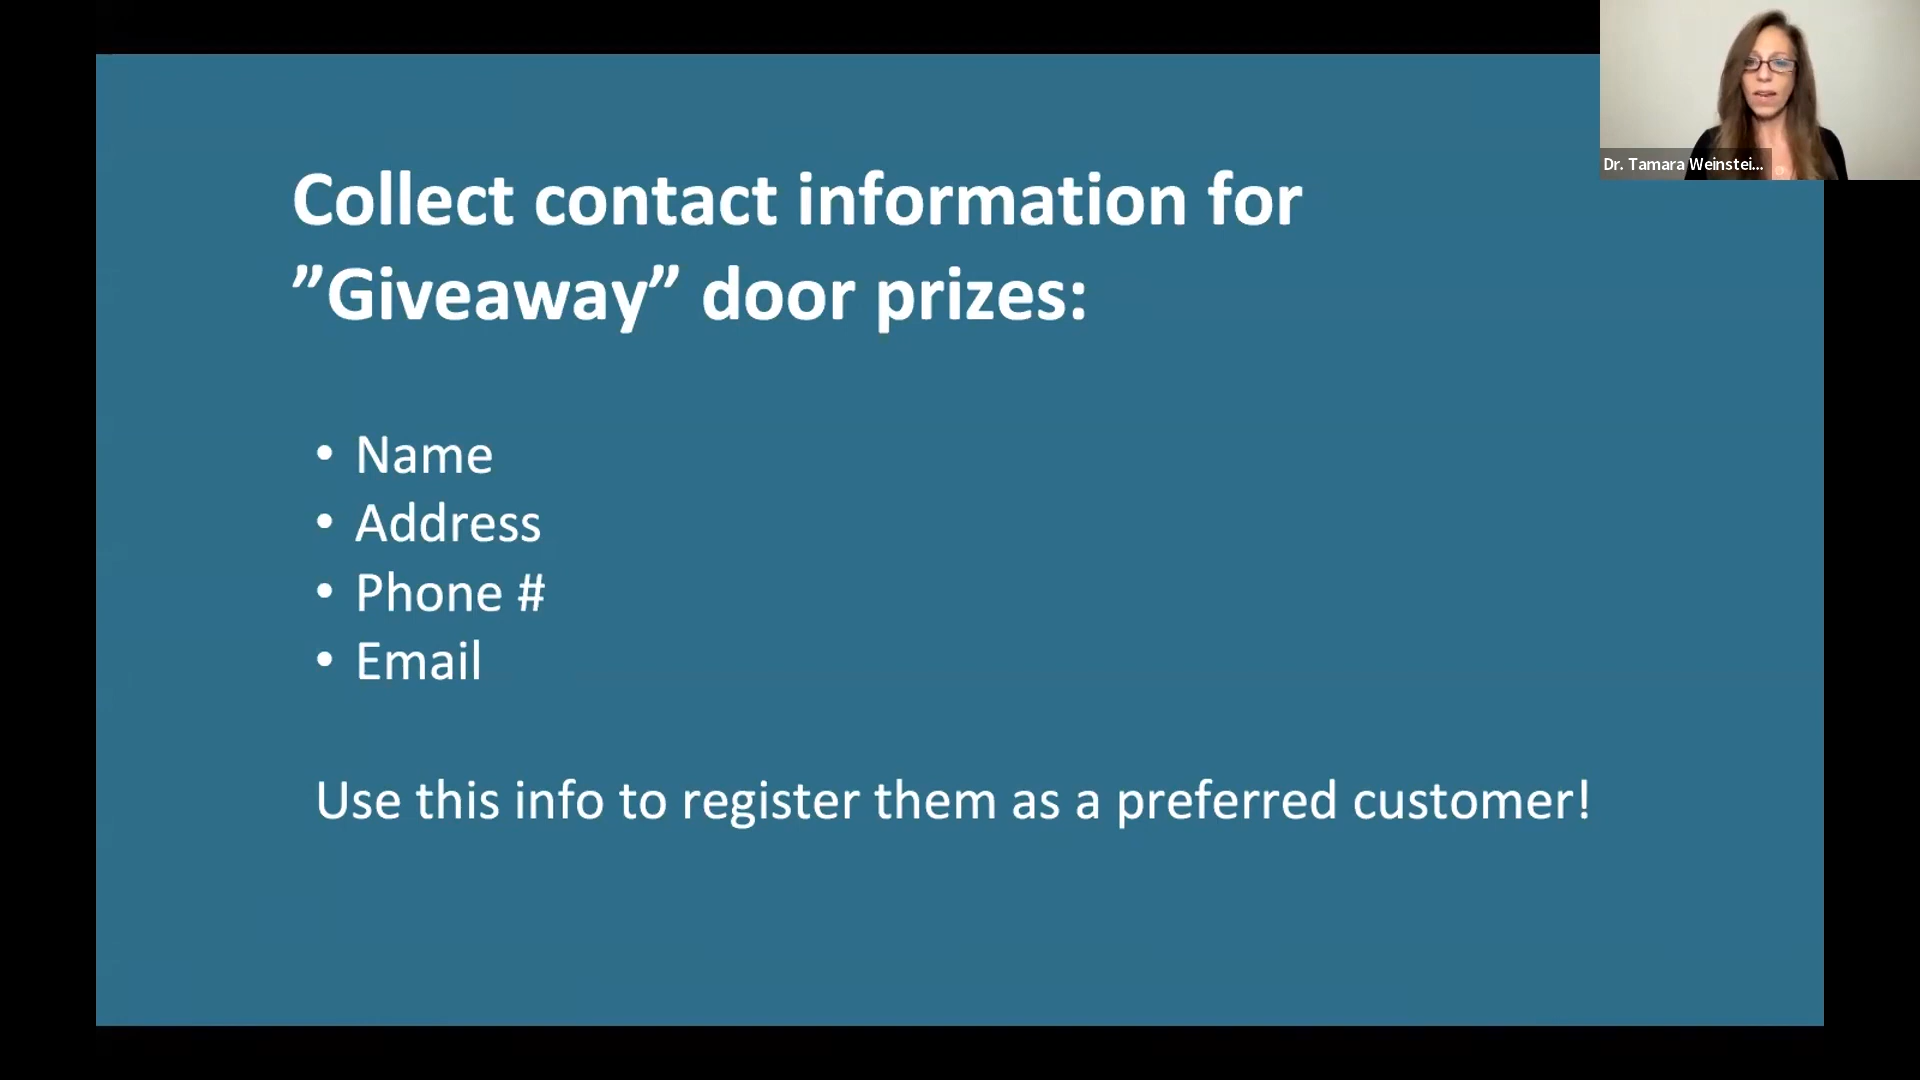 Collect contact information for
”Giveaway” door prizes:
• Name
• Address
• Phone #
• Email
Use this info to register them as a preferred customer!
Dr. Tamara Weinstei...